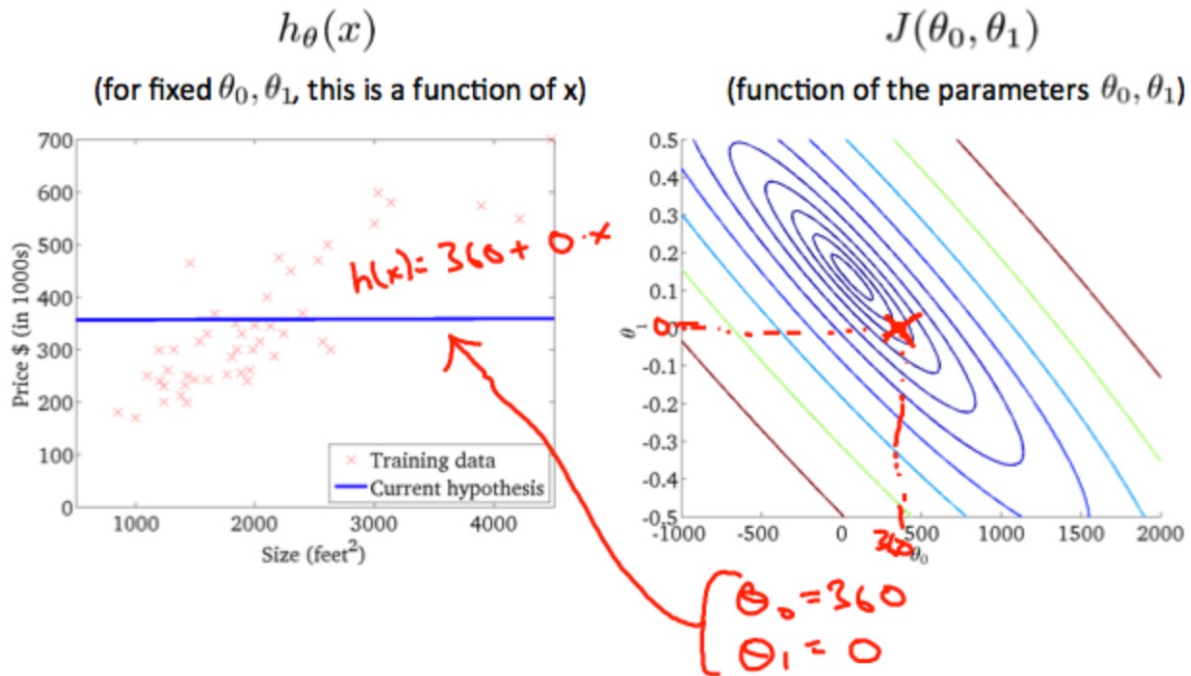 hθ(x)
(for fixed θ0, θ1, this is a function of x)
700
600
500
400
300
200
100
0
Price $ (in 1000s)
h(x) = 360 + 0·x
Training data
Current hypothesis
1000
2000
3000
4000
Size (feet²)
J(θ0, θ1)
(function of the parameters θ0, θ1)
0.5
0.4
0.3
0.2
0.1
0
-0.1
-0.2
-0.3
-0.4
-0.5
θ1
0
-1000
-500
0
500
1000
1500
2000
360
θ0
θ0 = 360
θ1 = 0